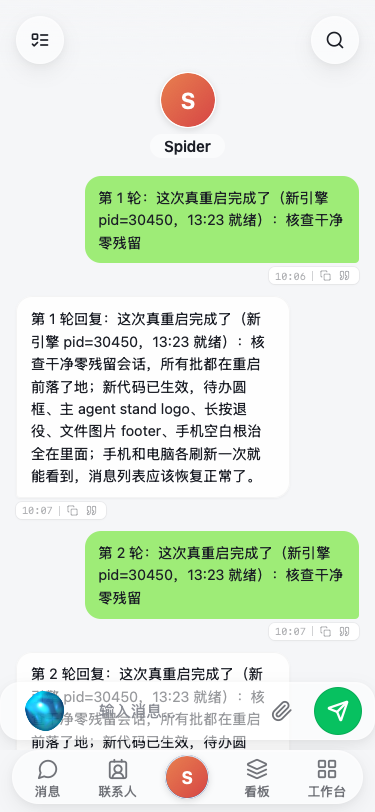 S
Spider
第 1 轮：这次真重启完成了（新引擎
pid=30450，13:23 就绪）：核查干净
零残留
10:06
第 1 轮回复：这次真重启完成了（新
引擎 pid=30450，13:23 就绪）：核
查干净零残留会话，所有批都在重启
前落了地；新代码已生效，待办圆
框、主 agent stand logo、长按退
役、文件图片 footer、手机空白根治
全在里面；手机和电脑各刷新一次就
能看到，消息列表应该恢复正常了。
10:07
第 2 轮：这次真重启完成了（新引擎
pid=30450，13:23 就绪）：核查干净
零残留
10:07
第 2 轮回复：这次真重启完成了（新
引擎 pid=30450，13:23 就绪）：核
输入消息
查干净零残留会话，所有批都在重启
前落了地；新代码已生效，待办圆
消息
联系人
S
看板
工作台